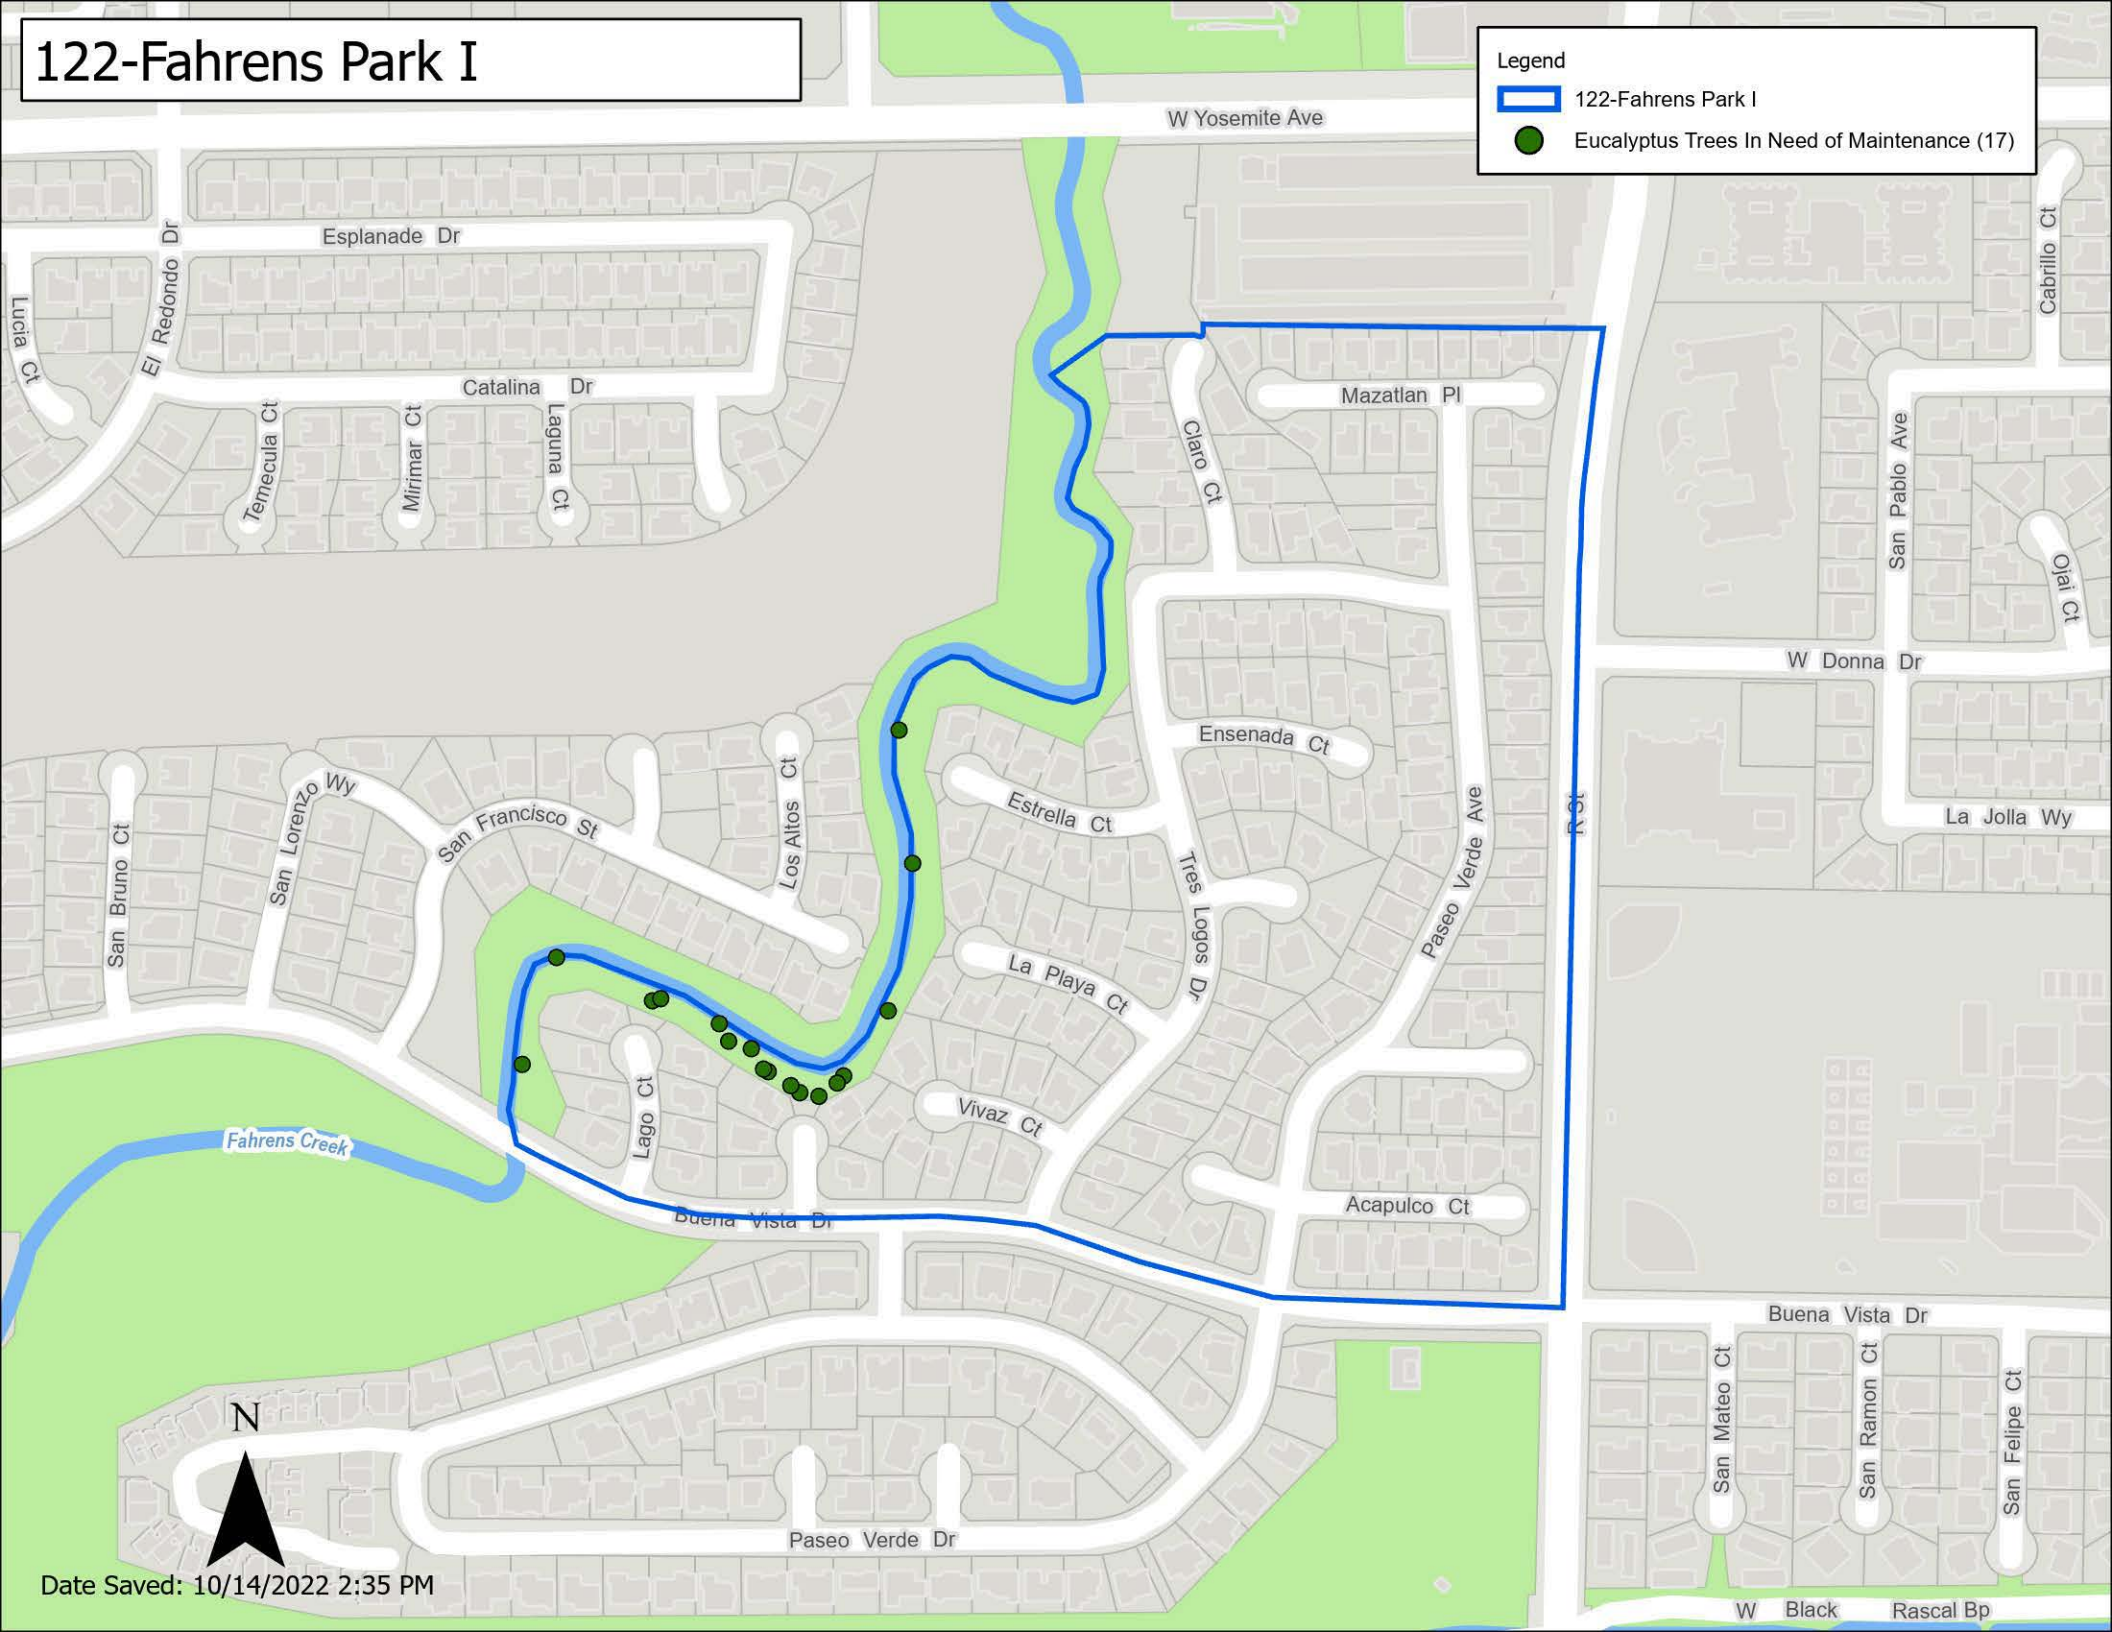 122-Fahrens Park I
Legend
122-Fahrens Park I
Eucalyptus Trees In Need of Maintenance (17)
W Yosemite Ave
Esplanade Dr
El Redondo Dr
Lucia Ct
Catalina Dr
Temecula Ct
Mirimar Ct
Laguna Ct
Cabrillo Ct
Mazatlan Pl
Claro Ct
San Pablo Ave
Ojai Ct
W Donna Dr
Ensenada Ct
Estrella Ct
R St
La Jolla Wy
San Lorenzo Wy
San Francisco St
Los Altos Ct
San Bruno Ct
Tres Logos Dr
Paseo Verde Ave
La Playa Ct
Lago Ct
Vivaz Ct
Fahrens Creek
Buena Vista Dr
Acapulco Ct
Buena Vista Dr
San Mateo Ct
San Ramon Ct
San Felipe Ct
N
Paseo Verde Dr
Date Saved: 10/14/2022 2:35 PM
W Black Rascal Bp